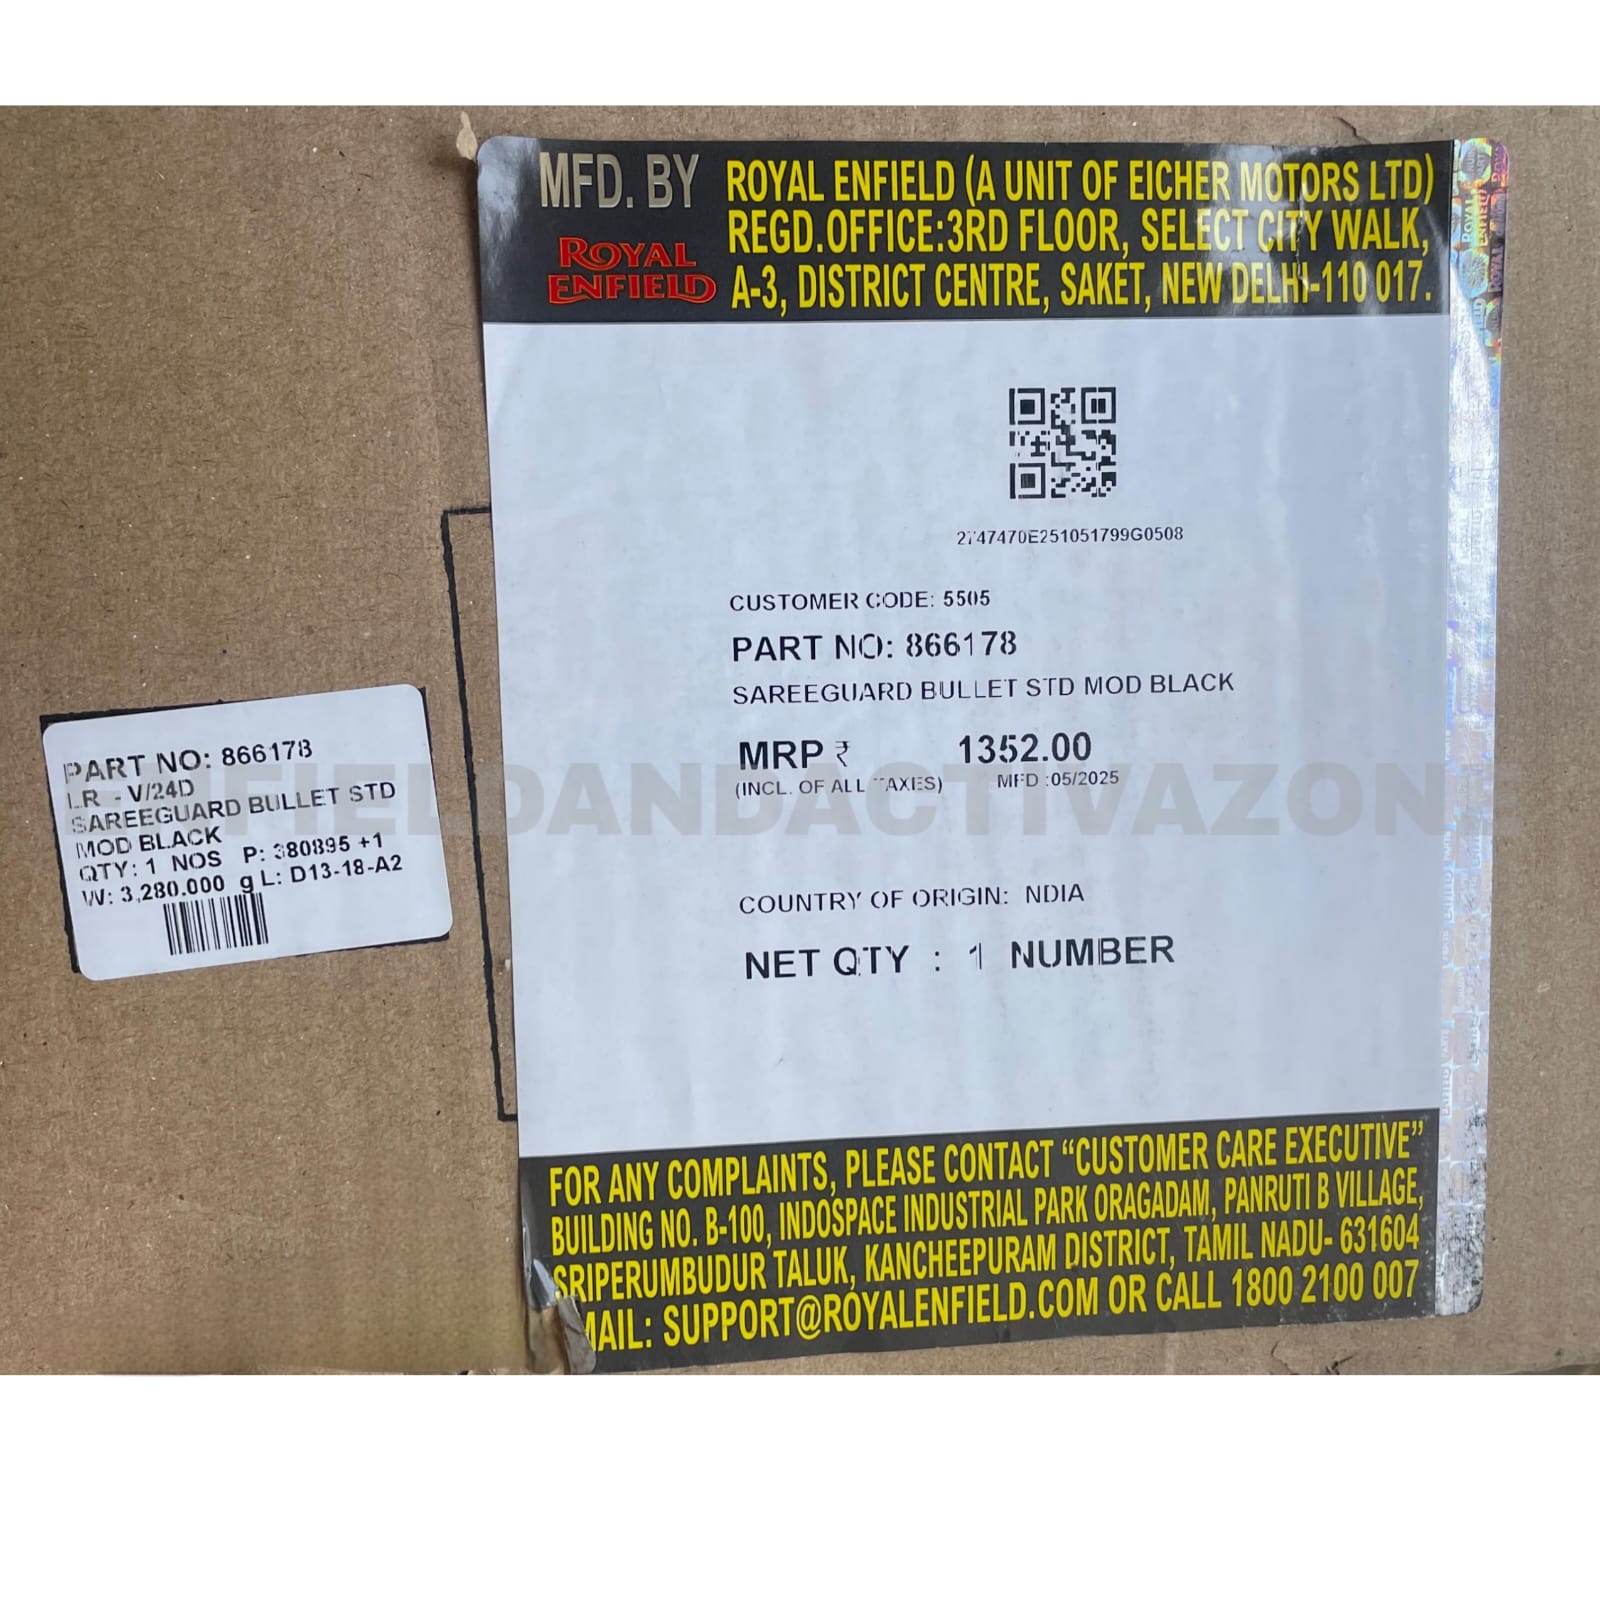 MFD. BY
ROYAL ENFIELD
ROYAL ENFIELD (A UNIT OF EICHER MOTORS LTD)
REGD.OFFICE:3RD FLOOR, SELECT CITY WALK,
A-3, DISTRICT CENTRE, SAKET, NEW DELHI-110 017.
2747470E251051799G0508
CUSTOMER CODE: 5505
PART NO: 866178
SAREEGUARD BULLET STD MOD BLACK
MRP ₹ 1352.00
(INCL. OF ALL TAXES) MFD :05/2025
COUNTRY OF ORIGIN: NDIA
NET QTY : 1 NUMBER
FOR ANY COMPLAINTS, PLEASE CONTACT “CUSTOMER CARE EXECUTIVE”
BUILDING NO. B-100, INDOSPACE INDUSTRIAL PARK ORAGADAM, PANRUTI B VILLAGE,
SRIPERUMBUDUR TALUK, KANCHEEPURAM DISTRICT, TAMIL NADU- 631604
MAIL: SUPPORT@ROYALENFIELD.COM OR CALL 1800 2100 007
PART NO: 866178
LR - V/24D
SAREEGUARD BULLET STD
MOD BLACK
QTY: 1 NOS P: 380895 +1
W: 3,280.000 g L: D13-18-A2
ENFIELDANDACTIVAZONE